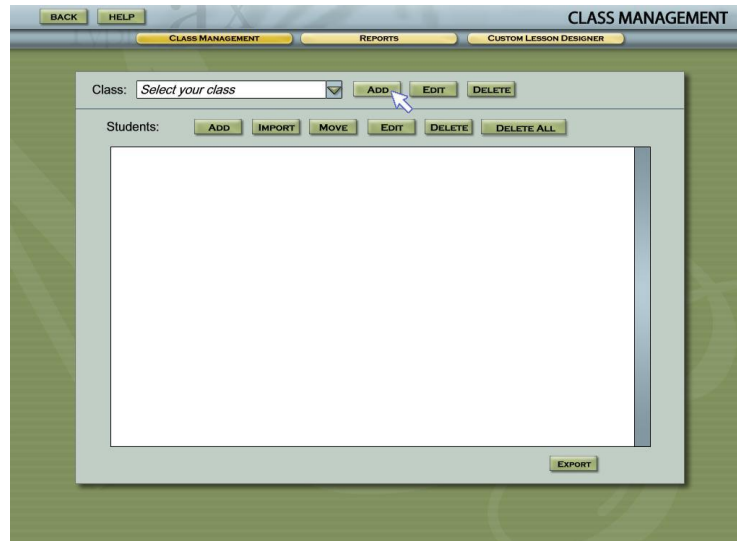 BACK HELP CLASS MANAGEMENT
CLASS MANAGEMENT REPORTS CUSTOM LESSON DESIGNER
Class: Select your class ADD EDIT DELETE
Students: ADD IMPORT MOVE EDIT DELETE DELETE ALL
EXPORT